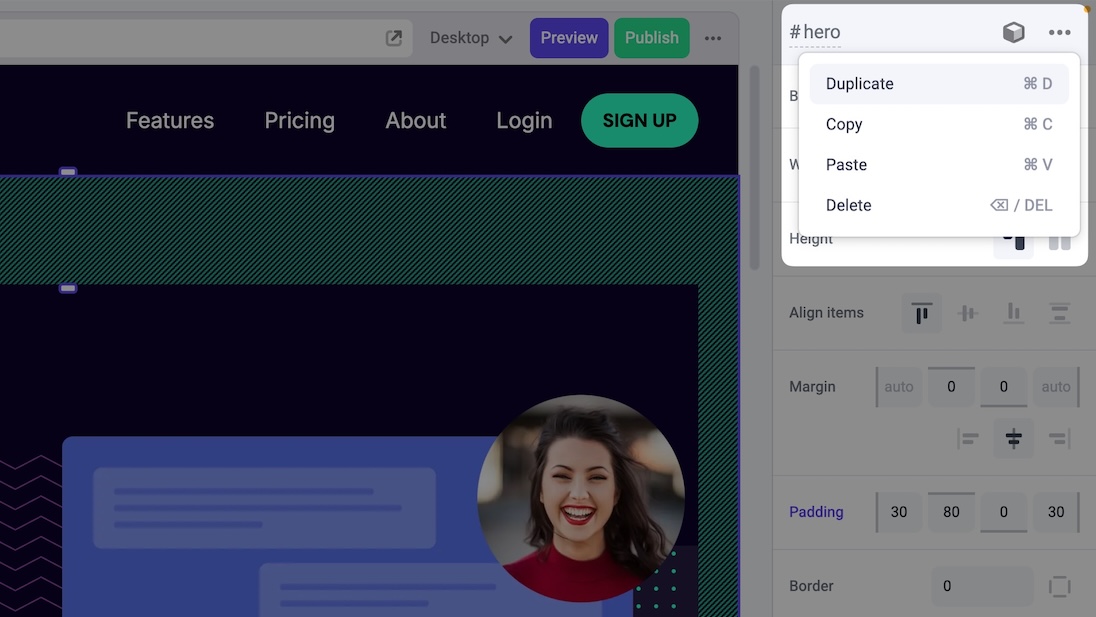 Desktop
Preview
Publish
Features
Pricing
About
Login
SIGN UP
#hero
Duplicate ⌘ D
Copy ⌘ C
Paste ⌘ V
Delete ⌫ / DEL
B
W
Height
Align items
Margin auto 0 0 auto
Padding 30 80 0 30
Border 0